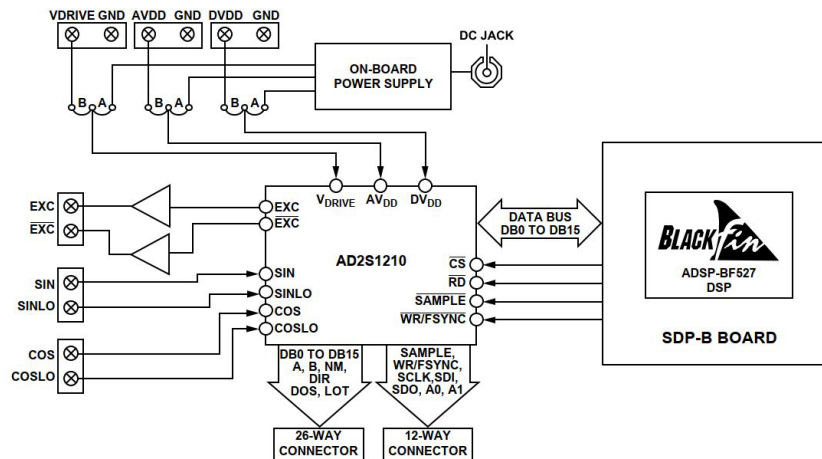 VDRIVE GND AVDD GND DVDD GND
DC JACK
ON-BOARD
POWER SUPPLY
B A B A B A
VDRIVE AVDD DVDD
EXC
EXC
EXC
EXC
AD2S1210
SIN
SINLO
SIN
SINLO
COS
COSLO
COS
COSLO
DATA BUS
DB0 TO DB15
CS
RD
SAMPLE
WR/FSYNC
BLACKfin
ADSP-BF527
DSP
SDP-B BOARD
DB0 TO DB15
A, B, NM,
DIR
DOS, LOT
SAMPLE,
WR/FSYNC,
SCLK,SDI,
SDO, A0, A1
26-WAY
CONNECTOR
12-WAY
CONNECTOR